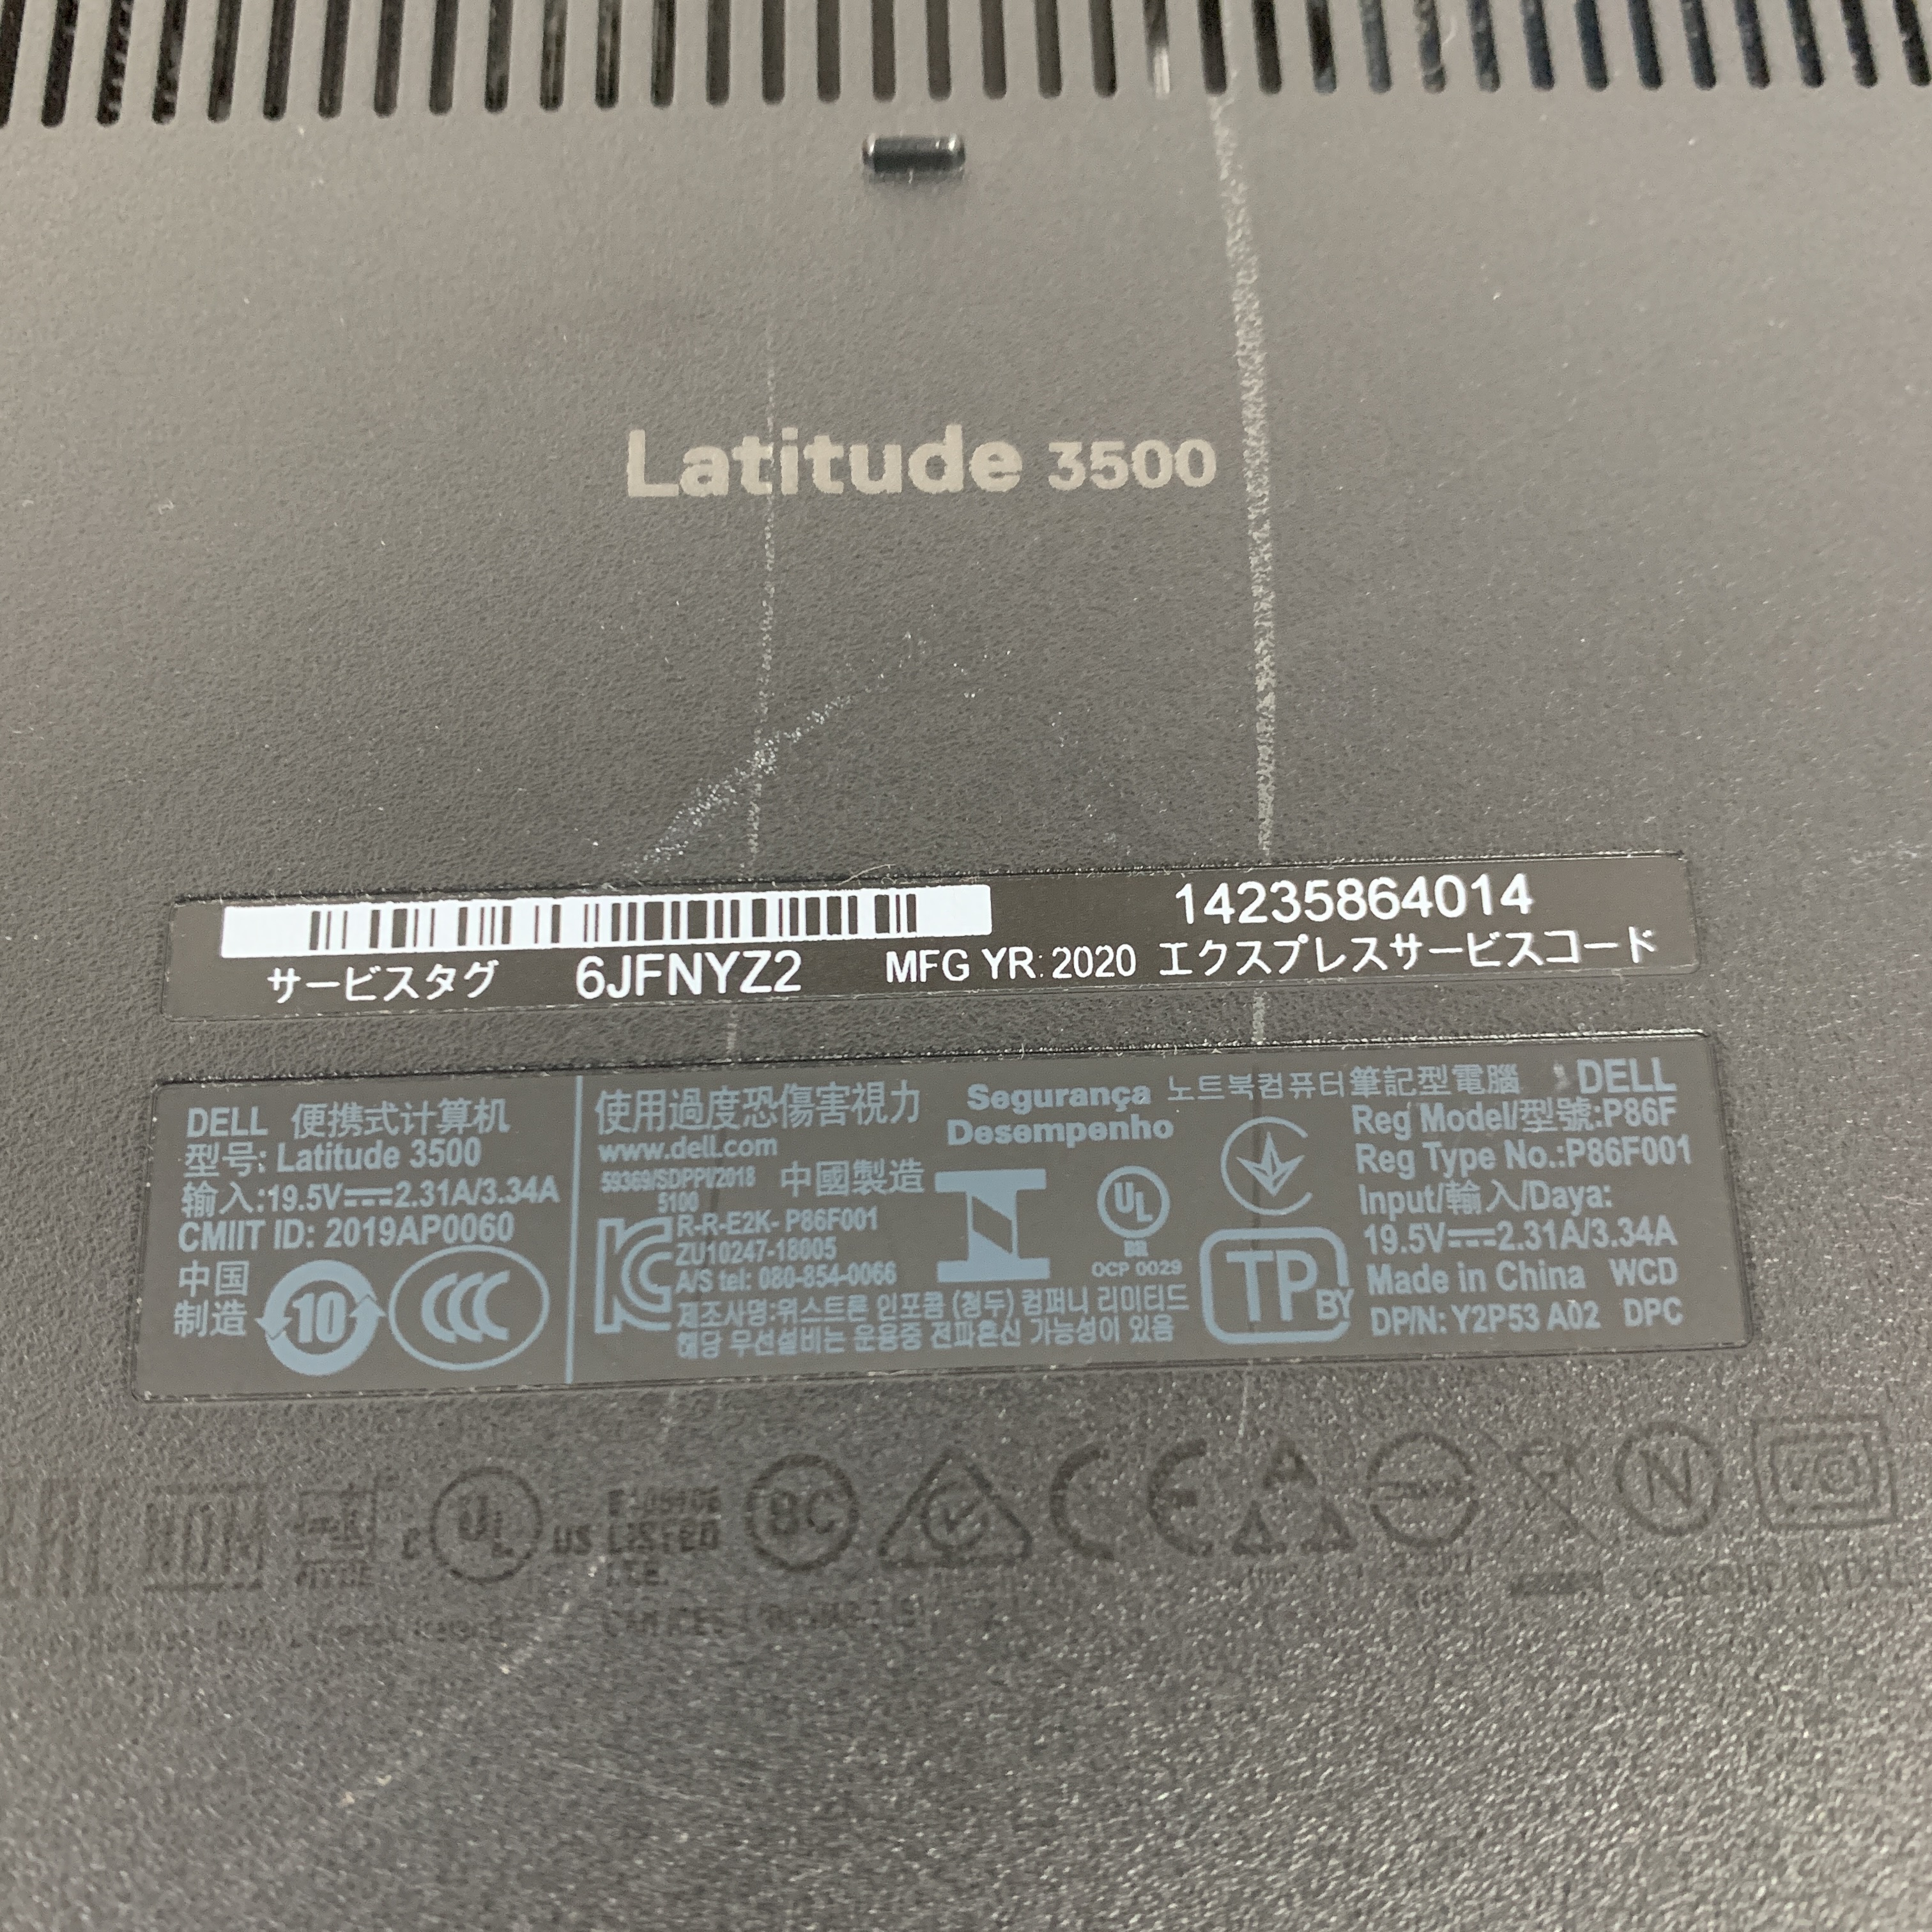 Latitude 3500
14235864014
サービスタグ 6JFNYZ2 MFG YR: 2020 エクスプレスサービスコード
DELL 便携式计算机
型号: Latitude 3500
输入:19.5V⎓2.31A/3.34A
CMIIT ID: 2019AP0060
中国
制造
10
CCC
使用過度恐傷害視力
www.dell.com
59369/SDPPI/2018
5100
中國製造
R-R-E2K- P86F001
ZU10247-18005
A/S tel: 080-854-0066
제조사명:위스트론 인포콤 (청두) 컴퍼니 리미티드
해당 무선설비는 운용중 전파혼신 가능성이 있음
Segurança
Desempenho
UL
BR
OCP 0029
노트북컴퓨터 筆記型電腦 DELL
Reg Model/型號:P86F
Reg Type No.:P86F001
Input/輸入/Daya:
19.5V⎓2.31A/3.34A
TP BY
Made in China WCD
DP/N: Y2P53 A02 DPC
c UL US LISTED
BC
CE
N